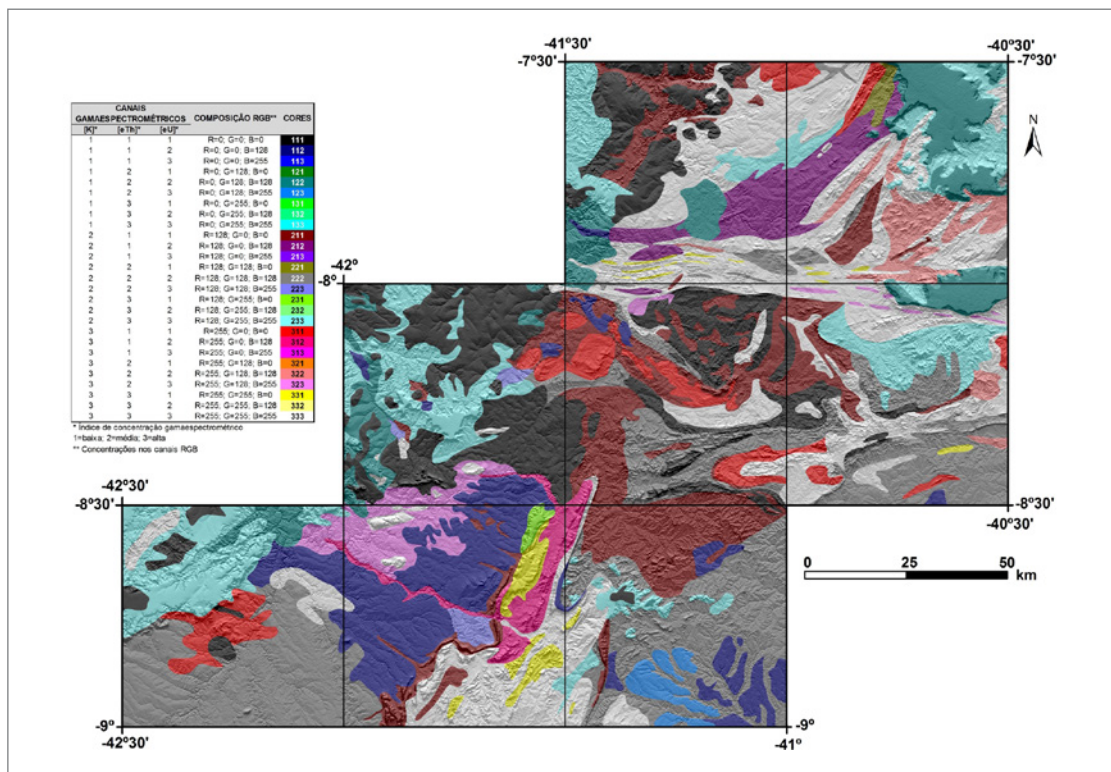 -41º30'
-7º30'
-40º30'
-7º30'
CANAIS
GAMAESPECTROMÉTRICOS COMPOSIÇÃO RGB** CORES
[K]* [eTh]* [eU]*
1 1 1 R=0; G=0; B=0 111
1 1 2 R=0; G=0; B=128 112
1 1 3 R=0; G=0; B=255 113
1 2 1 R=0; G=128; B=0 121
1 2 2 R=0; G=128; B=128 122
1 2 3 R=0; G=128; B=255 123
1 3 1 R=0; G=255; B=0 131
1 3 2 R=0; G=255; B=128 132
1 3 3 R=0; G=255; B=255 133
2 1 1 R=128; G=0; B=0 211
2 1 2 R=128; G=0; B=128 212
2 1 3 R=128; G=0; B=255 213
2 2 1 R=128; G=128; B=0 221
2 2 2 R=128; G=128; B=128 222
2 2 3 R=128; G=128; B=255 223
2 3 1 R=128; G=255; B=0 231
2 3 2 R=128; G=255; B=128 232
2 3 3 R=128; G=255; B=255 233
3 1 1 R=255; G=0; B=0 311
3 1 2 R=255; G=0; B=128 312
3 1 3 R=255; G=0; B=255 313
3 2 1 R=255; G=128; B=0 321
3 2 2 R=255; G=128; B=128 322
3 2 3 R=255; G=128; B=255 323
3 3 1 R=255; G=255; B=0 331
3 3 2 R=255; G=255; B=128 332
3 3 3 R=255; G=255; B=255 333
* Índice de concentração gamaespectrométrico
1=baixa; 2=média; 3=alta
** Concentrações nos canais RGB
N
-42º
-8º
-8º
-42º30'
-8º30'
-8º30'
-40º30'
0 25 50
km
-9º
-42º30'
-9º
-41º